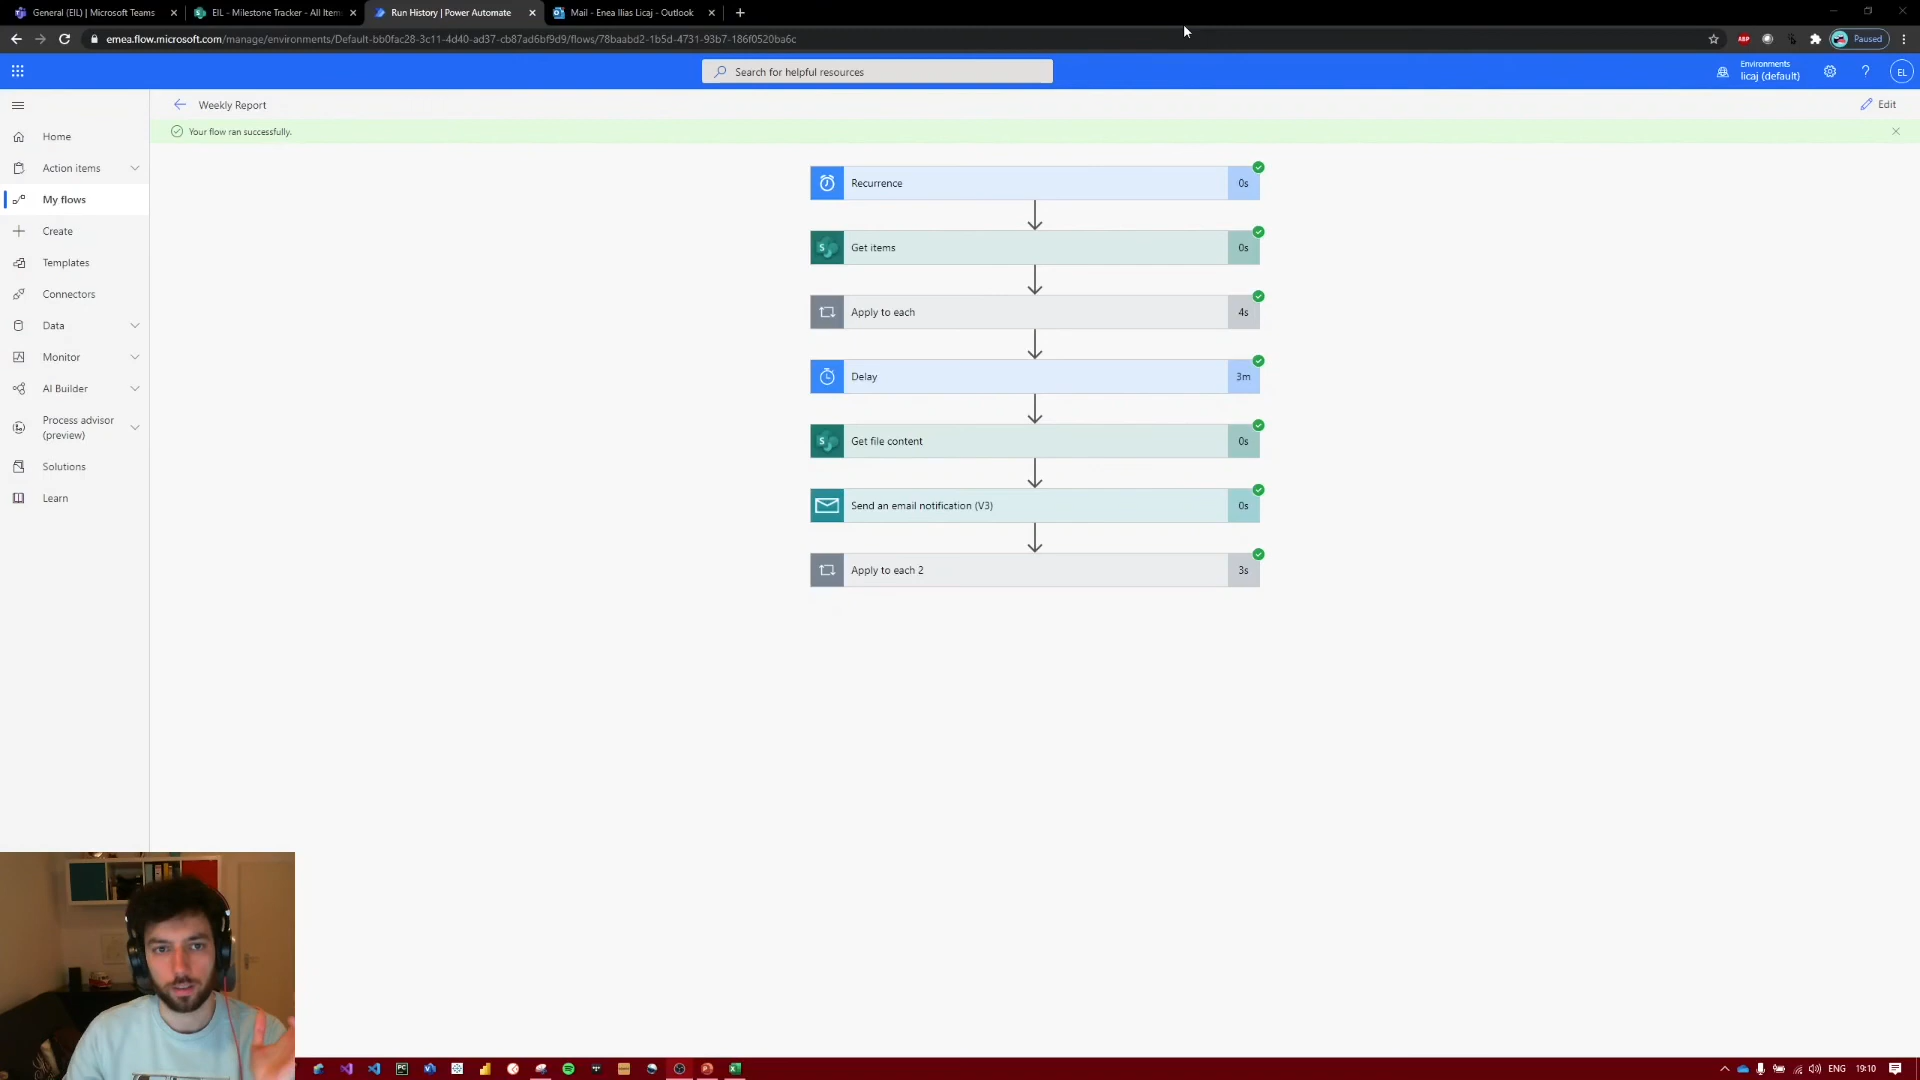 General (EIL) | Microsoft Teams
EIL - Milestone Tracker - All Item
Run History | Power Automate
Mail - Enea Ilias Licaj - Outlook
emea.flow.microsoft.com/manage/environments/Default-bb0fac28-3c11-4d40-ad37-cb87ad6bf9d9/flows/78baabd2-1b5d-4731-93b7-186f0520ba6c
ABP
Paused
Search for helpful resources
Environments
licaj (default)
?
EL
Weekly Report
Edit
Your flow ran successfully.
Home
Action items
My flows
Create
Templates
Connectors
Data
Monitor
AI Builder
Process advisor
(preview)
Solutions
Learn
Recurrence
0s
Get items
0s
Apply to each
4s
Delay
3m
Get file content
0s
Send an email notification (V3)
0s
Apply to each 2
3s
ENG
19:10